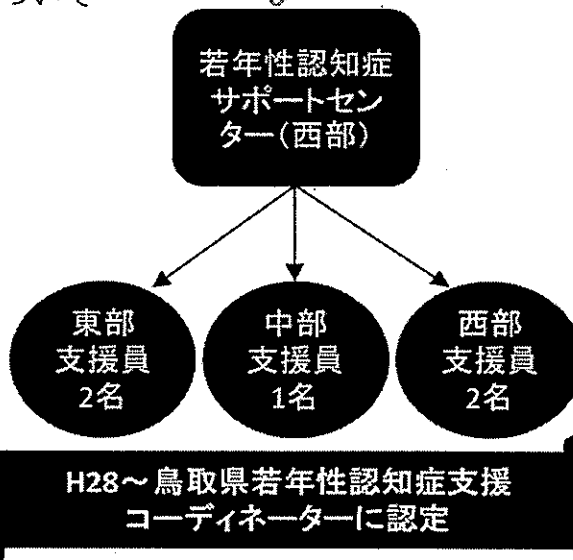 若年性認知症
サポートセン
ター(西部)
東部
支援員
2名
中部
支援員
1名
西部
支援員
2名
H28～鳥取県若年性認知症支援
コーディネーターに認定